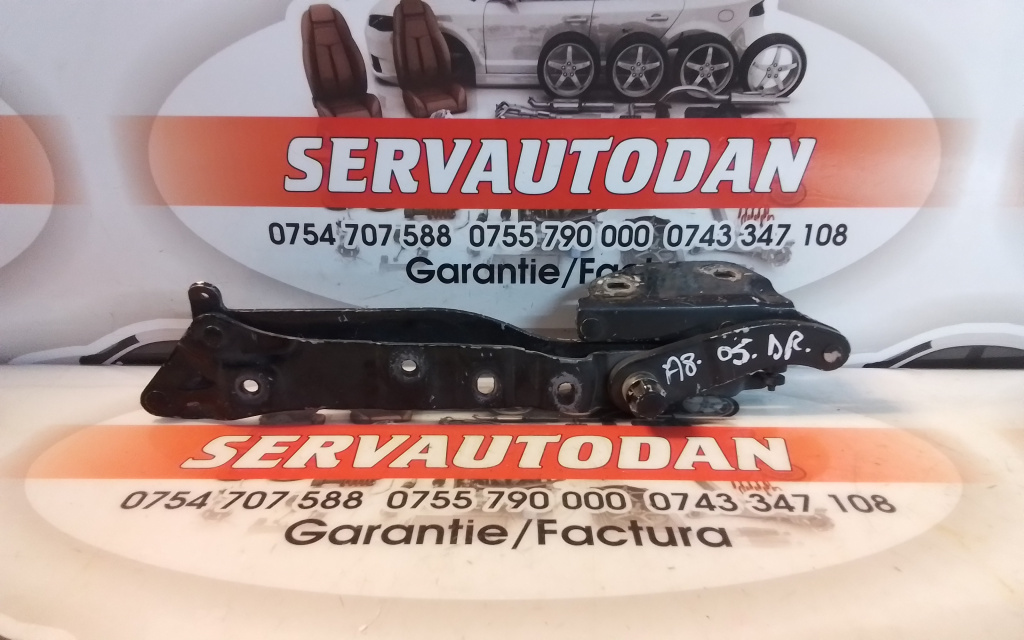 SERVAUTODAN
0754 707 588 0755 790 000 0743 347 108
Garantie/Fact
A8. 05. DR.
SERVAUTODAN
0754 707 588 0755 790 000 0743 347 108
Garantie/Factura